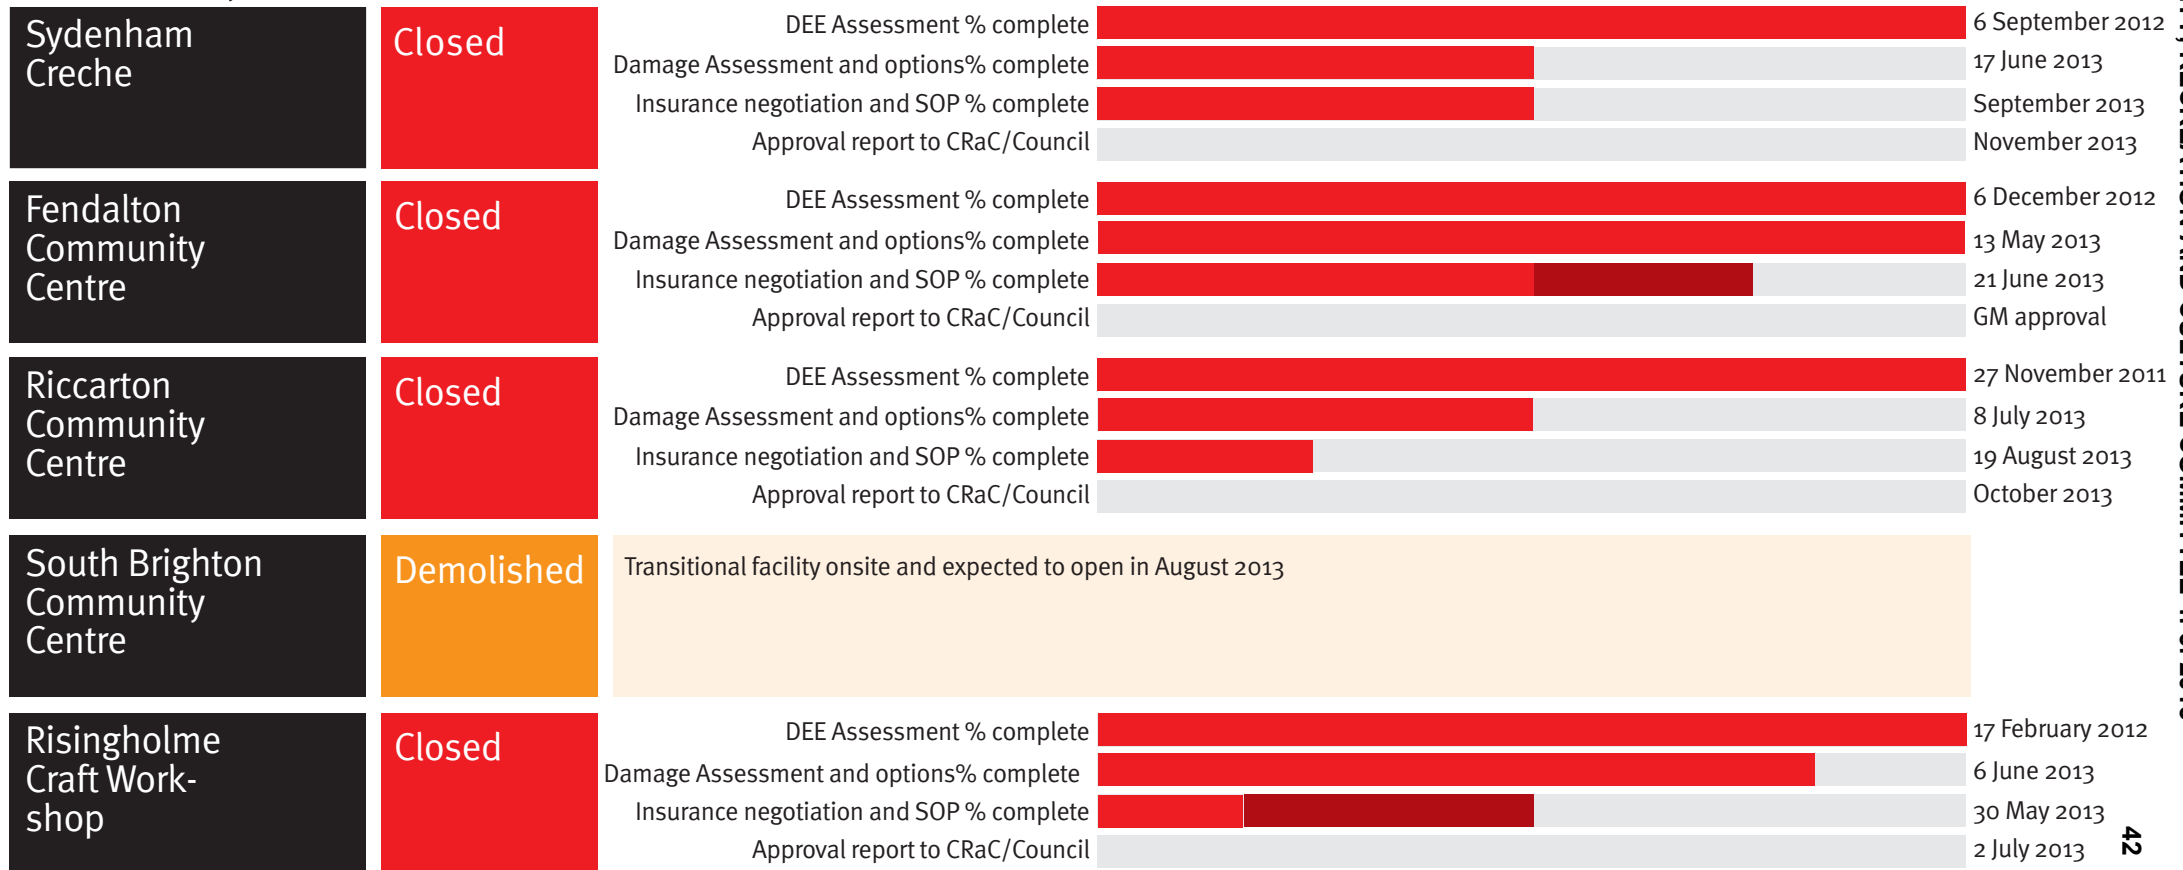 Sydenham
Creche
Closed
DEE Assessment % complete
6 September 2012
Damage Assessment and options% complete
17 June 2013
Insurance negotiation and SOP % complete
September 2013
Approval report to CRaC/Council
November 2013
Fendalton
Community
Centre
Closed
DEE Assessment % complete
6 December 2012
Damage Assessment and options% complete
13 May 2013
Insurance negotiation and SOP % complete
21 June 2013
Approval report to CRaC/Council
GM approval
Riccarton
Community
Centre
Closed
DEE Assessment % complete
27 November 2011
Damage Assessment and options% complete
8 July 2013
Insurance negotiation and SOP % complete
19 August 2013
Approval report to CRaC/Council
October 2013
South Brighton
Community
Centre
Demolished
Transitional facility onsite and expected to open in August 2013
Risingholme
Craft Work-
shop
Closed
DEE Assessment % complete
17 February 2012
Damage Assessment and options% complete
6 June 2013
Insurance negotiation and SOP % complete
30 May 2013
Approval report to CRaC/Council
2 July 2013
42